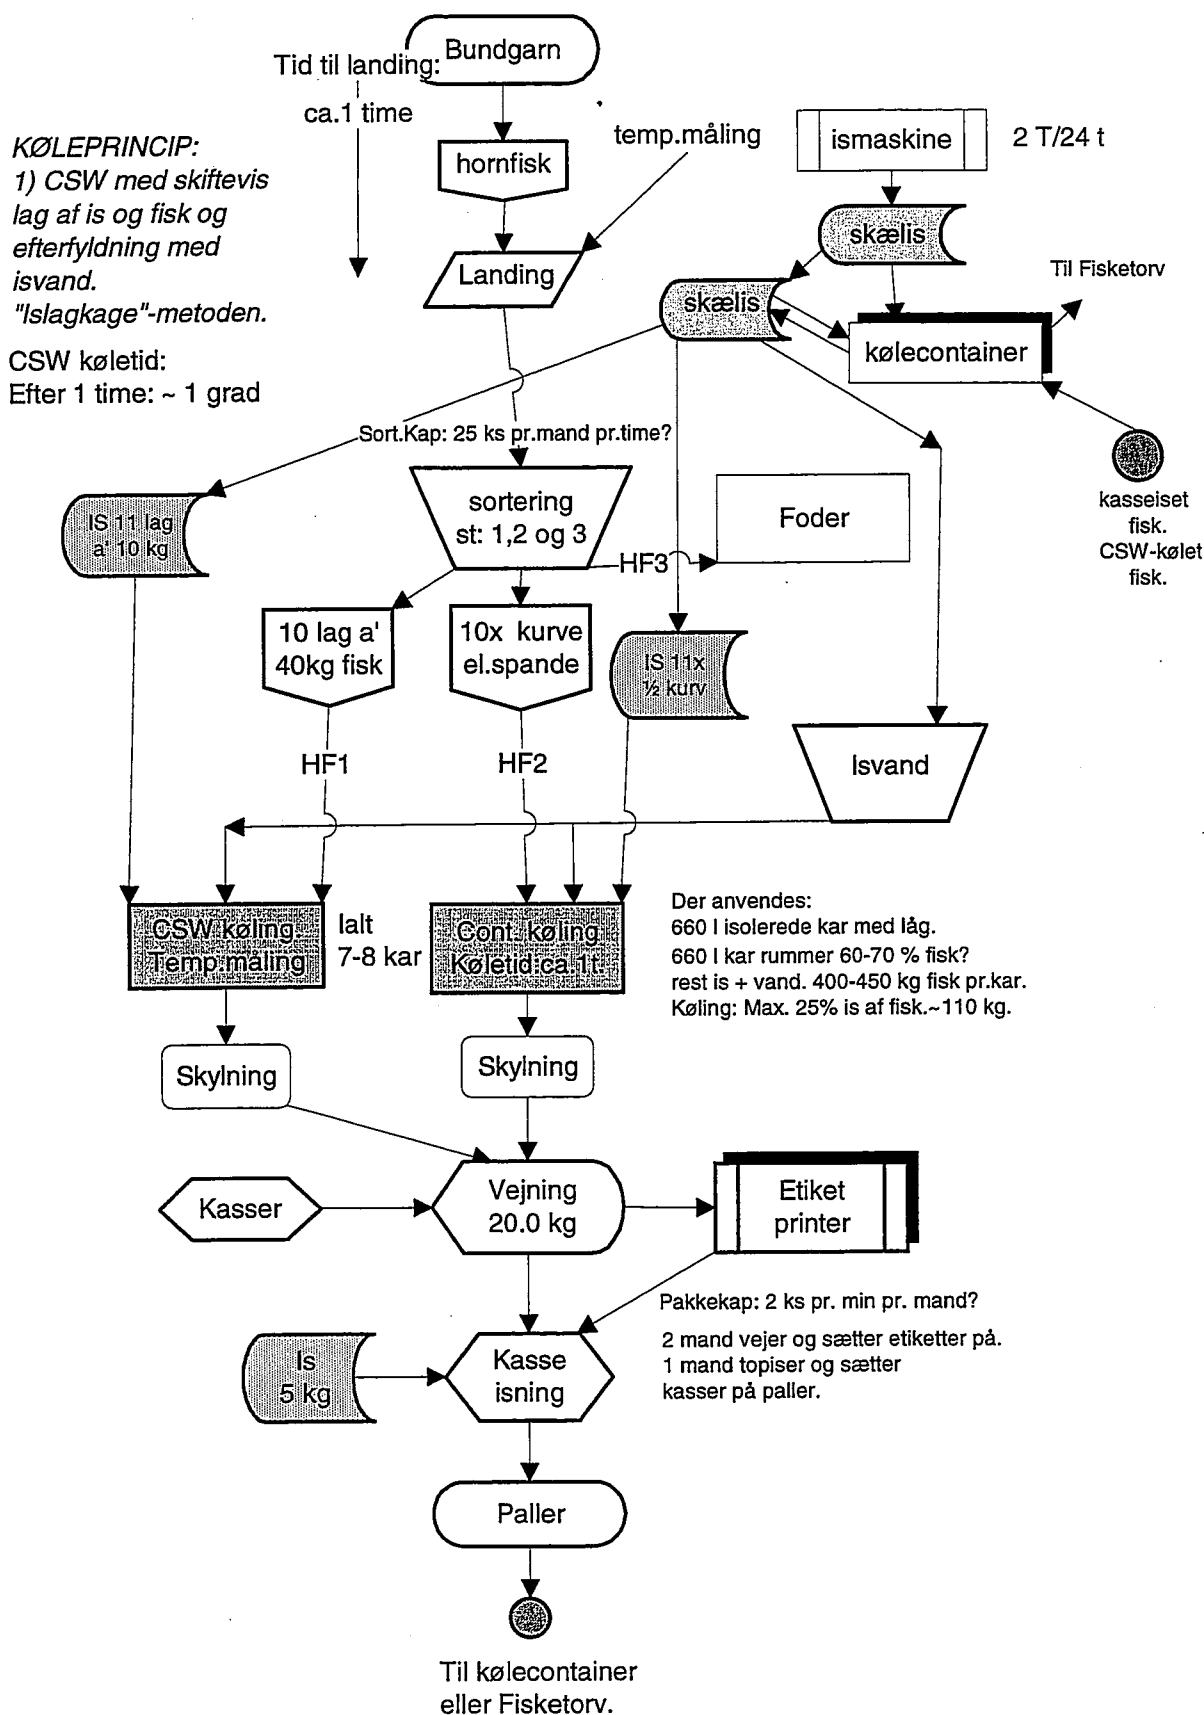 Bundgarn
Tid til landing:
ca.1 time
KØLEPRINCIP:
1) CSW med skiftevis
lag af is og fisk og
efterfyldning med
isvand.
"Islagkage"-metoden.
CSW køletid:
Efter 1 time: ~ 1 grad
hornfisk
temp.måling
ismaskine
2 T/24 t
skælis
Landing
skælis
Til Fisketorv
kølecontainer
Sort.Kap: 25 ks pr.mand pr.time?
kasseiset
fisk.
CSW-kølet
fisk.
sortering
st: 1,2 og 3
Foder
IS 11 lag
a' 10 kg
HF3
10 lag a'
40kg fisk
10x kurve
el.spande
IS 11x
½ kurv
HF1
HF2
Isvand
CSW køling.
Temp.måling
Ialt
7-8 kar
Cont. køling
Køletid:ca.1t.
Der anvendes:
660 l isolerede kar med låg.
660 l kar rummer 60-70 % fisk?
rest is + vand. 400-450 kg fisk pr.kar.
Køling: Max. 25% is af fisk.~110 kg.
Skylning
Skylning
Kasser
Vejning
20.0 kg
Etiket
printer
Pakkekap: 2 ks pr. min pr. mand?
2 mand vejer og sætter etiketter på.
1 mand topiser og sætter
kasser på paller.
Is
5 kg
Kasse
isning
Paller
Til kølecontainer
eller Fisketorv.